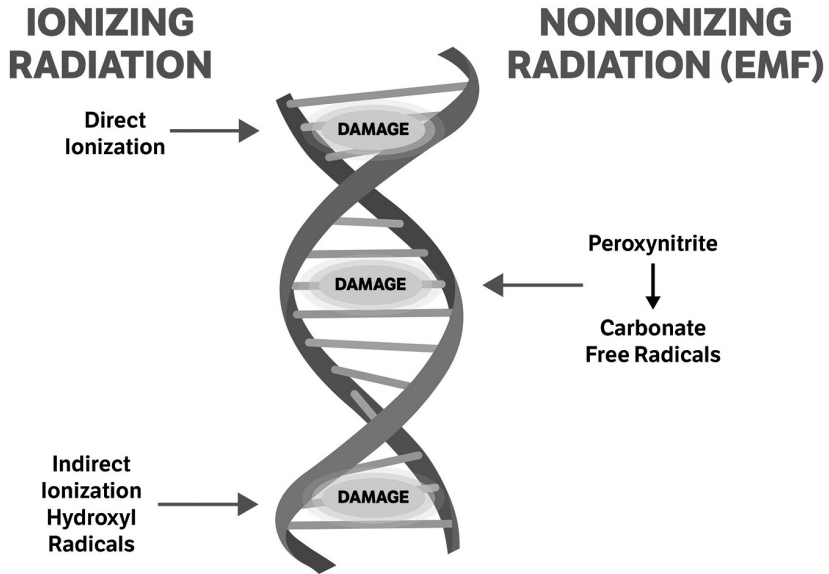 IONIZING
RADIATION
NONIONIZING
RADIATION (EMF)
Direct
Ionization
DAMAGE
Peroxynitrite
DAMAGE
Carbonate
Free Radicals
Indirect
Ionization
Hydroxyl
Radicals
DAMAGE